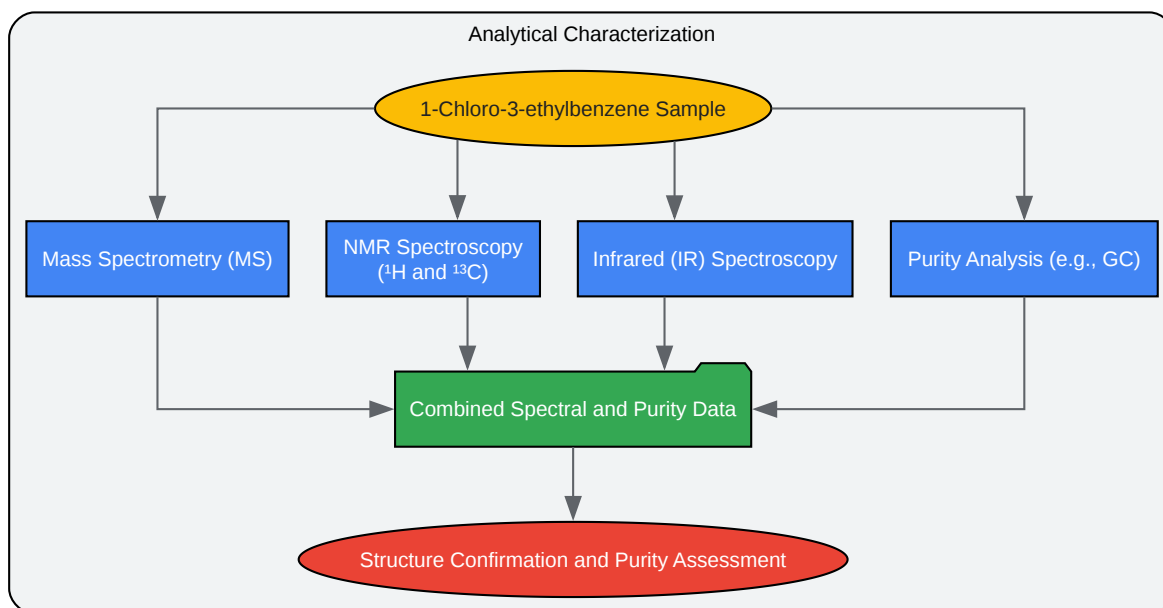 Analytical Characterization
1-Chloro-3-ethylbenzene Sample
Mass Spectrometry (MS)
NMR Spectroscopy
(¹H and ¹³C)
Infrared (IR) Spectroscopy
Purity Analysis (e.g., GC)
Combined Spectral and Purity Data
Structure Confirmation and Purity Assessment